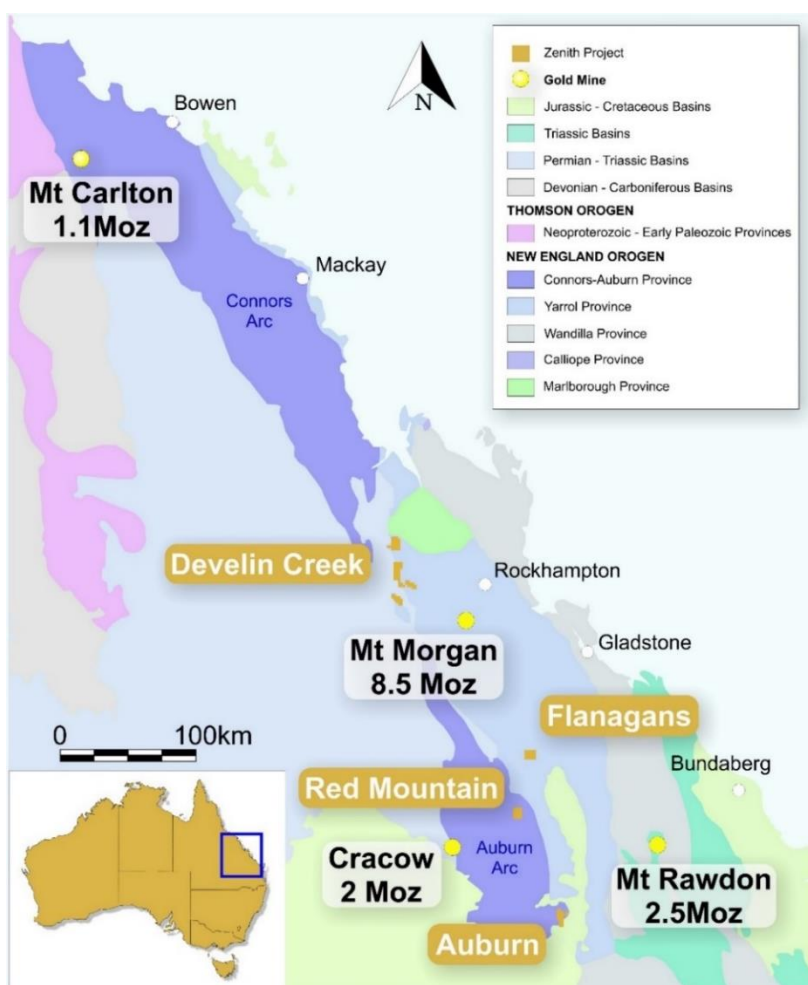 Zenith Project
Gold Mine
Jurassic - Cretaceous Basins
Triassic Basins
Permian - Triassic Basins
Devonian - Carboniferous Basins
THOMSON OROGEN
Neoproterozoic - Early Paleozoic Provinces
NEW ENGLAND OROGEN
Connors-Auburn Province
Yarrol Province
Wandilla Province
Calliope Province
Marlborough Province
N
Bowen
Mt Carlton
1.1Moz
Mackay
Connors
Arc
Develin Creek
Rockhampton
Mt Morgan
8.5 Moz
Gladstone
Flanagans
0 100km
Bundaberg
Red Mountain
Cracow
2 Moz
Auburn
Arc
Mt Rawdon
2.5Moz
Auburn